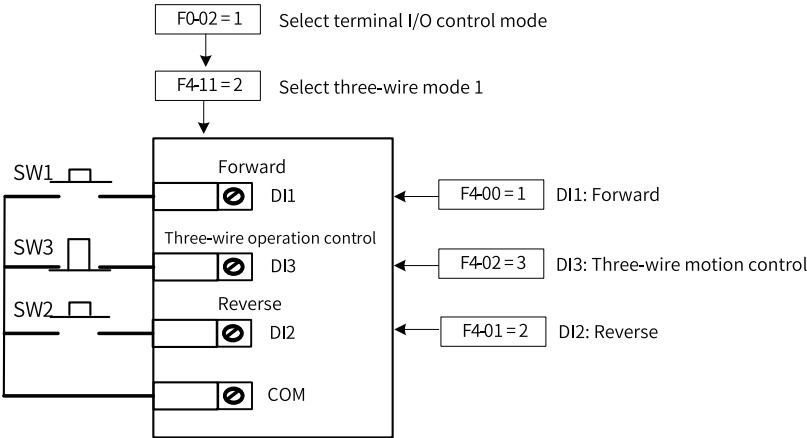 F0-02 = 1 Select terminal I/O control mode
F4-11 = 2 Select three-wire mode 1
SW1
Forward
DI1
F4-00 = 1 DI1: Forward
SW3
Three-wire operation control
DI3
F4-02 = 3 DI3: Three-wire motion control
SW2
Reverse
DI2
F4-01 = 2 DI2: Reverse
COM